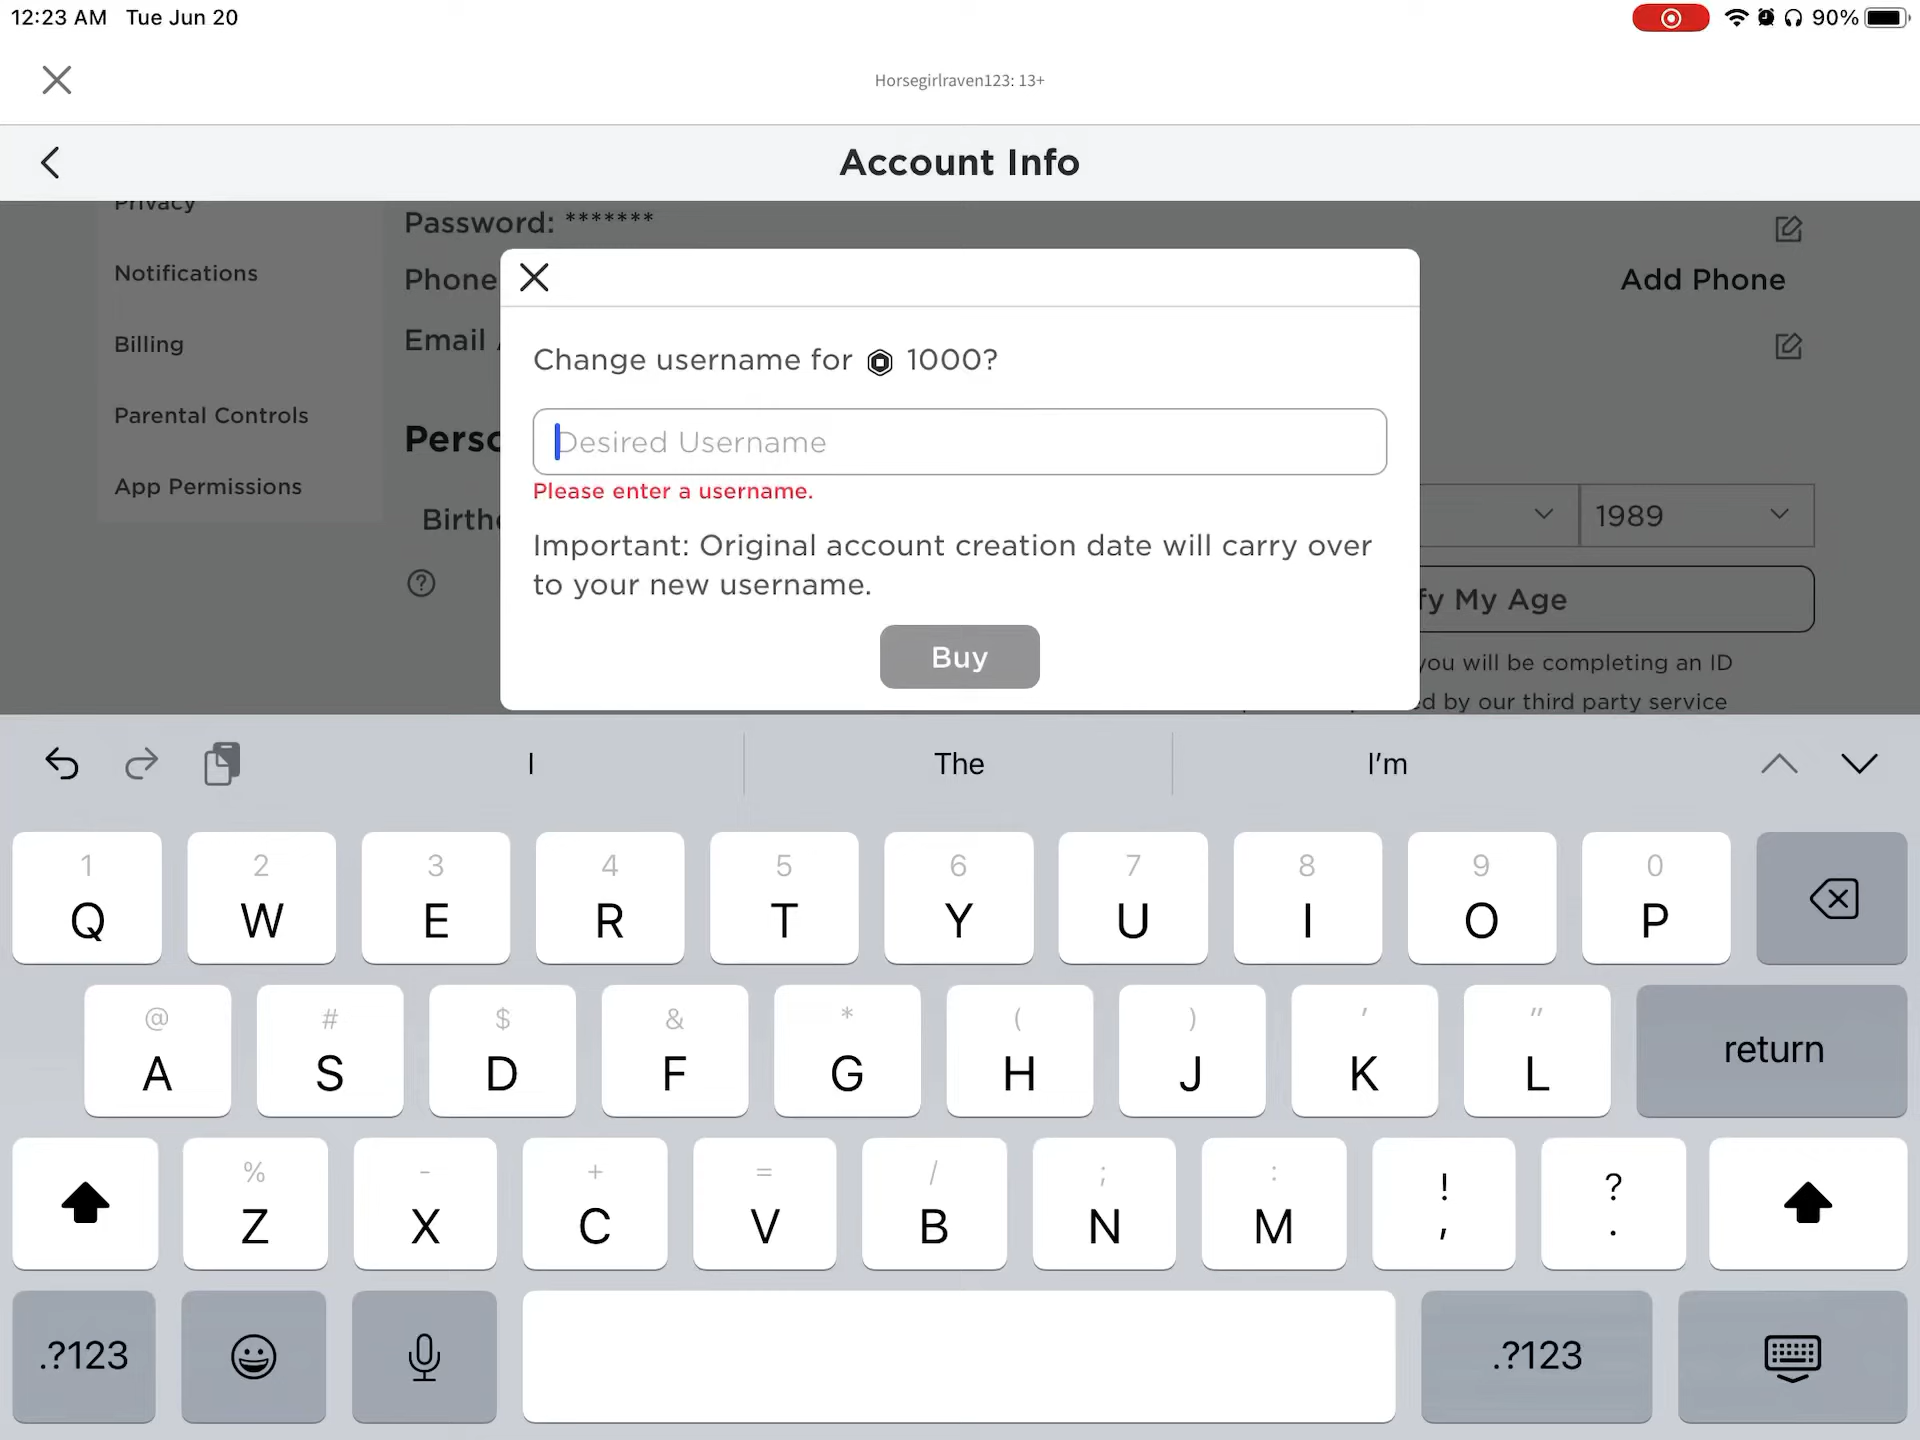 12:23 AM Tue Jun 20
90%
Horsegirlraven123: 13+
Account Info
Privacy
Password: *******
Notifications
Phone
Add Phone
Billing
Email
Parental Controls
App Permissions
Change username for 1000?
Desired Username
Please enter a username.
Important: Original account creation date will carry over
to your new username.
Buy
1989
My Age
you will be completing an ID
by our third party service
I The I'm
1 2 3 4 5 6 7 8 9 0
Q W E R T Y U I O P
@ # $ & * ( ) ' "
A S D F G H J K L return
% - + = / ; : ! ?
Z X C V B N M , .
.?123 .?123